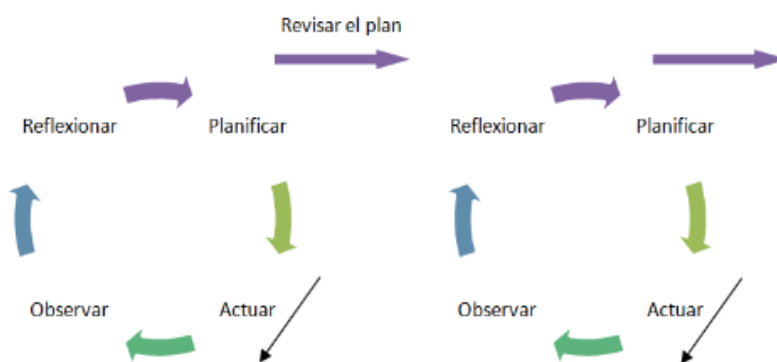 Revisar el plan
Reflexionar
Planificar
Observar
Actuar
Reflexionar
Planificar
Observar
Actuar